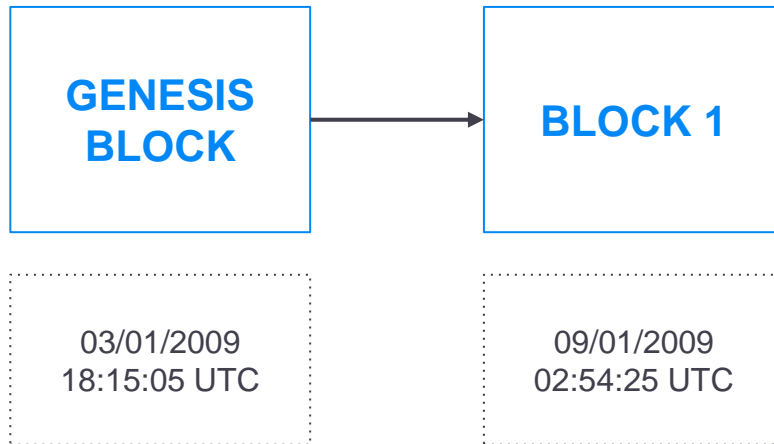 GENESIS
BLOCK
BLOCK 1
03/01/2009
18:15:05 UTC
09/01/2009
02:54:25 UTC